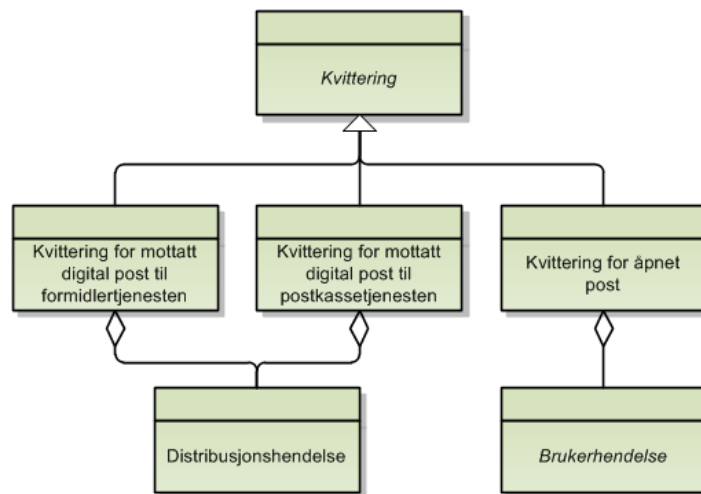 Kvittering
Kvittering for mottatt
digital post til
formidlertjenesten
Kvittering for mottatt
digital post til
postkassetjenesten
Kvittering for åpnet
post
Distribusjonshendelse
Brukerhendelse